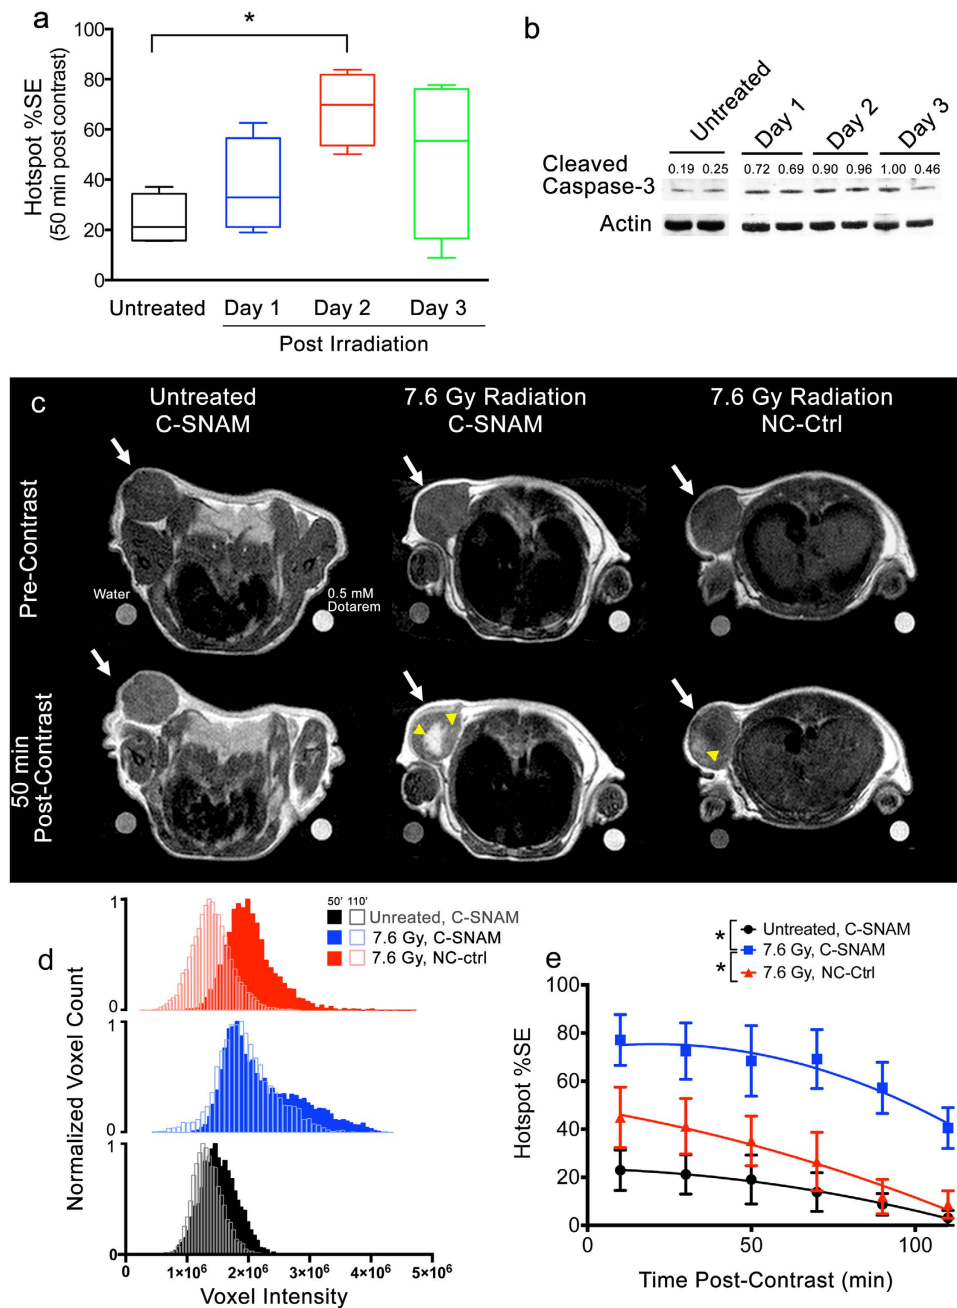 a
*
Hotspot %SE
(50 min post contrast)
100
80
60
40
20
0
Untreated
Day 1
Day 2
Day 3
Post Irradiation
b
Untreated
Day 1
Day 2
Day 3
Cleaved
Caspase-3
0.19 0.25 0.72 0.69 0.90 0.96 1.00 0.46
Actin
c
Untreated
C-SNAM
7.6 Gy Radiation
C-SNAM
7.6 Gy Radiation
NC-Ctrl
Pre-Contrast
Water
0.5 mM
Dotarem
50 min
Post-Contrast
d
50' 110'
Unreated, C-SNAM
7.6 Gy, C-SNAM
7.6 Gy, NC-ctrl
Normalized Voxel Count
1
0
1
0
1
0
0 1×10⁶ 2×10⁶ 3×10⁶ 4×10⁶ 5×10⁶
Voxel Intensity
e
*
*
Untreated, C-SNAM
7.6 Gy, C-SNAM
7.6 Gy, NC-Ctrl
Hotspot %SE
100
80
60
40
20
0
0 50 100
Time Post-Contrast (min)